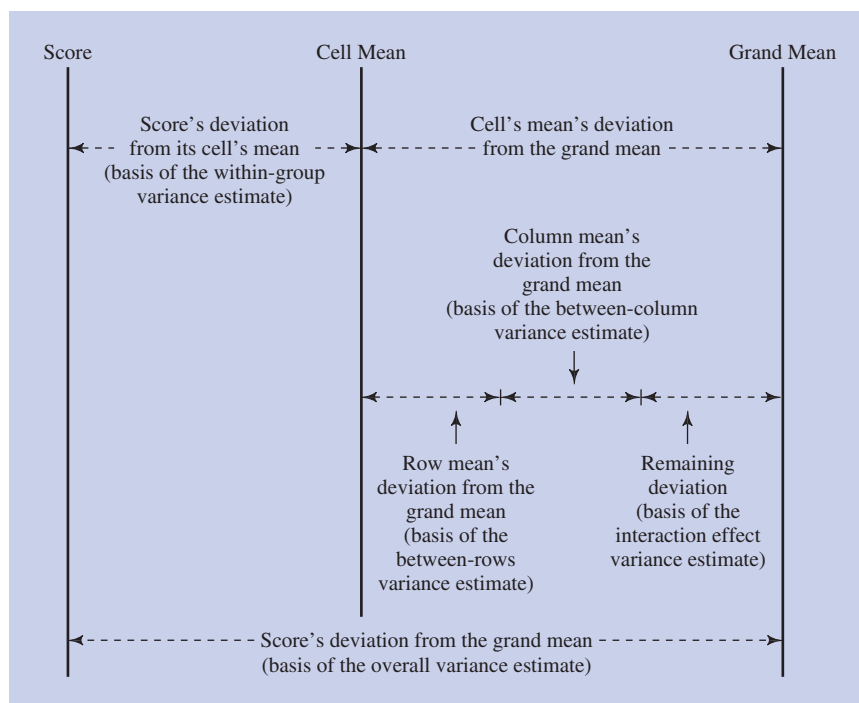 Score
Cell Mean
Grand Mean
Score’s deviation
from its cell’s mean
(basis of the within-group
variance estimate)
Cell’s mean’s deviation
from the grand mean
Column mean’s
deviation from the
grand mean
(basis of the between-column
variance estimate)
Row mean’s
deviation from the
grand mean
(basis of the
between-rows
variance estimate)
Remaining
deviation
(basis of the
interaction effect
variance estimate)
Score’s deviation from the grand mean
(basis of the overall variance estimate)